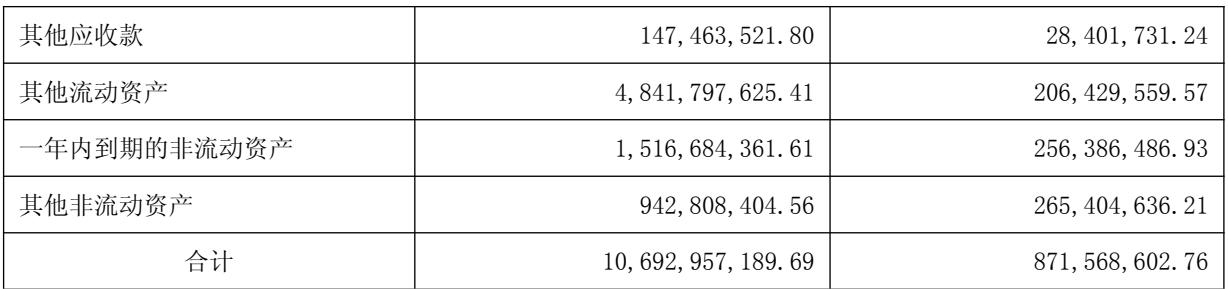 其他应收款 147,463,521.80 28,401,731.24
其他流动资产 4,841,797,625.41 206,429,559.57
一年内到期的非流动资产 1,516,684,361.61 256,386,486.93
其他非流动资产 942,808,404.56 265,404,636.21
合计 10,692,957,189.69 871,568,602.76